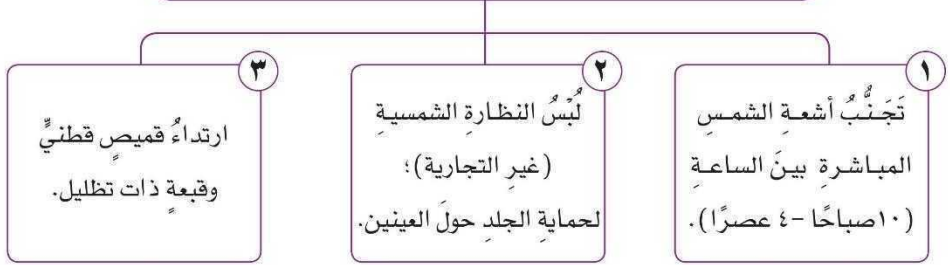 ١
تَجَنُّبُ أشعةِ الشمسِ
المباشرةِ بينَ الساعةِ
(١٠صباحًا -٤ عصرًا).
٢
لُبْسُ النظارةِ الشمسيةِ
(غيرِ التجارية)؛
لحمايةِ الجلدِ حولَ العينين.
٣
ارتداءُ قميصٍ قطنيٍّ
وقبعةٍ ذات تظليل.